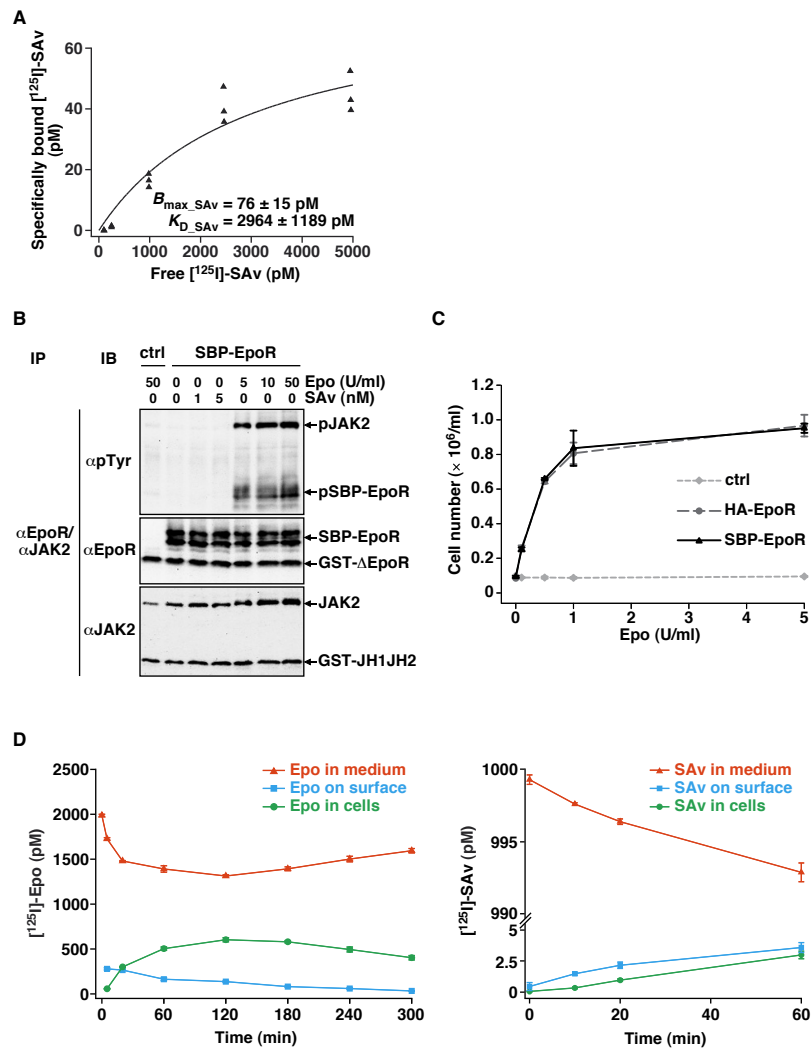 A
60
40
20
0
Specifically bound [¹²⁵I]-SAv
(pM)
B max_SAv = 76 ± 15 pM
K D_SAv = 2964 ± 1189 pM
0 1000 2000 3000 4000 5000
Free [¹²⁵I]-SAv (pM)
B
IP IB ctrl SBP-EpoR
50 0 0 0 5 10 50 Epo (U/ml)
0 0 1 5 0 0 0 SAv (nM)
αEpoR/
αJAK2
αpTyr
pJAK2
pSBP-EpoR
αEpoR
SBP-EpoR
GST-ΔEpoR
αJAK2
JAK2
GST-JH1JH2
C
1.2
1.0
0.8
0.6
0.4
0.2
0
Cell number (× 10⁶/ml)
ctrl
HA-EpoR
SBP-EpoR
0 1 2 3 4 5
Epo (U/ml)
D
2500
2000
1500
1000
500
0
[¹²⁵I]-Epo (pM)
Epo in medium
Epo on surface
Epo in cells
0 60 120 180 240 300
Time (min)
1000
995
990
5
2.5
0
[¹²⁵I]-SAv (pM)
SAv in medium
SAv on surface
SAv in cells
0 20 40 60
Time (min)